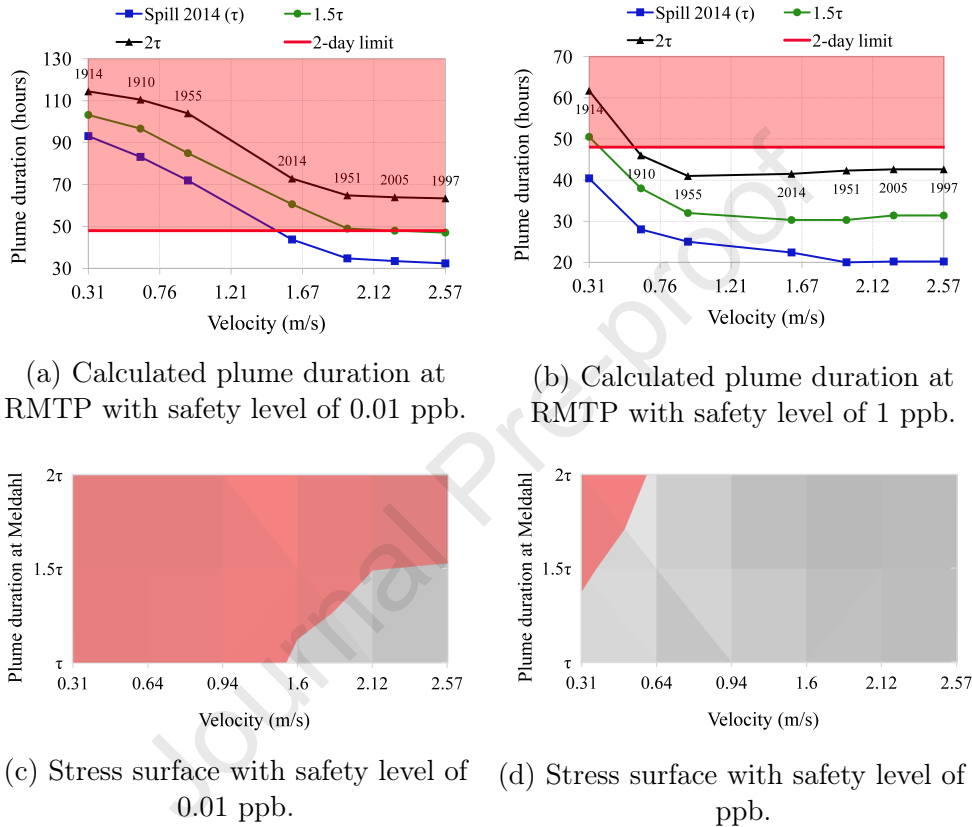 Spill 2014 (τ) 1.5τ
2τ 2-day limit
130
110
90
70
50
30
Plume duration (hours)
1914
1910
1955
2014
1951
2005
1997
0.31 0.76 1.21 1.67 2.12 2.57
Velocity (m/s)
(a) Calculated plume duration at
RMTP with safety level of 0.01 ppb.
Spill 2014 (τ) 1.5τ
2τ 2-day limit
70
60
50
40
30
20
Plume duration (hours)
1914
1910
1955
2014
1951
2005
1997
0.31 0.76 1.21 1.67 2.12 2.57
Velocity (m/s)
(b) Calculated plume duration at
RMTP with safety level of 1 ppb.
2τ
1.5τ
τ
Plume duration at Meldahl
0.31 0.64 0.94 1.6 2.12 2.57
Velocity (m/s)
(c) Stress surface with safety level of
0.01 ppb.
2τ
1.5τ
τ
Plume duration at Meldahl
0.31 0.64 0.94 1.6 2.12 2.57
Velocity (m/s)
(d) Stress surface with safety level of
ppb.
Journal Pre-proof